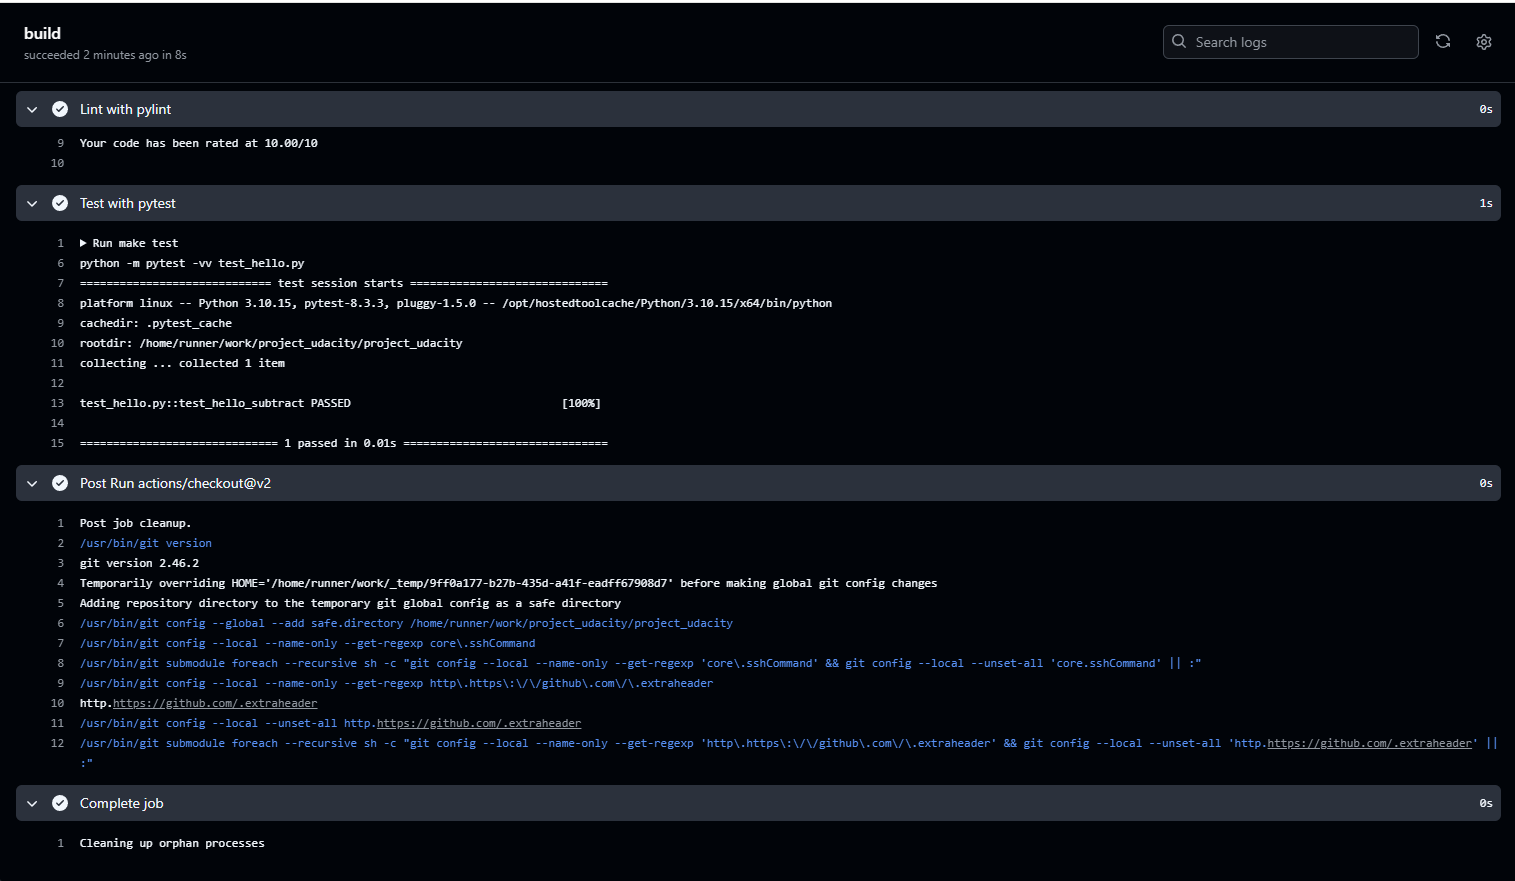 build
succeeded 2 minutes ago in 8s
Search logs
Lint with pylint 0s
9 Your code has been rated at 10.00/10
10
Test with pytest 1s
1 ▶ Run make test
6 python -m pytest -vv test_hello.py
7 ============================= test session starts ==============================
8 platform linux -- Python 3.10.15, pytest-8.3.3, pluggy-1.5.0 -- /opt/hostedtoolcache/Python/3.10.15/x64/bin/python
9 cachedir: .pytest_cache
10 rootdir: /home/runner/work/project_udacity/project_udacity
11 collecting ... collected 1 item
12
13 test_hello.py::test_hello_subtract PASSED [100%]
14
15 ============================== 1 passed in 0.01s ===============================
Post Run actions/checkout@v2 0s
1 Post job cleanup.
2 /usr/bin/git version
3 git version 2.46.2
4 Temporarily overriding HOME='/home/runner/work/_temp/9ff0a177-b27b-435d-a41f-eadff67908d7' before making global git config changes
5 Adding repository directory to the temporary git global config as a safe directory
6 /usr/bin/git config --global --add safe.directory /home/runner/work/project_udacity/project_udacity
7 /usr/bin/git config --local --name-only --get-regexp core\.sshCommand
8 /usr/bin/git submodule foreach --recursive sh -c "git config --local --name-only --get-regexp 'core\.sshCommand' && git config --local --unset-all 'core.sshCommand' || :"
9 /usr/bin/git config --local --name-only --get-regexp http\.https\:\/\/github\.com\/\.extraheader
10 http.https://github.com/.extraheader
11 /usr/bin/git config --local --unset-all http.https://github.com/.extraheader
12 /usr/bin/git submodule foreach --recursive sh -c "git config --local --name-only --get-regexp 'http\.https\:\/\/github\.com\/\.extraheader' && git config --local --unset-all 'http.https://github.com/.extraheader' ||
:"
Complete job 0s
1 Cleaning up orphan processes